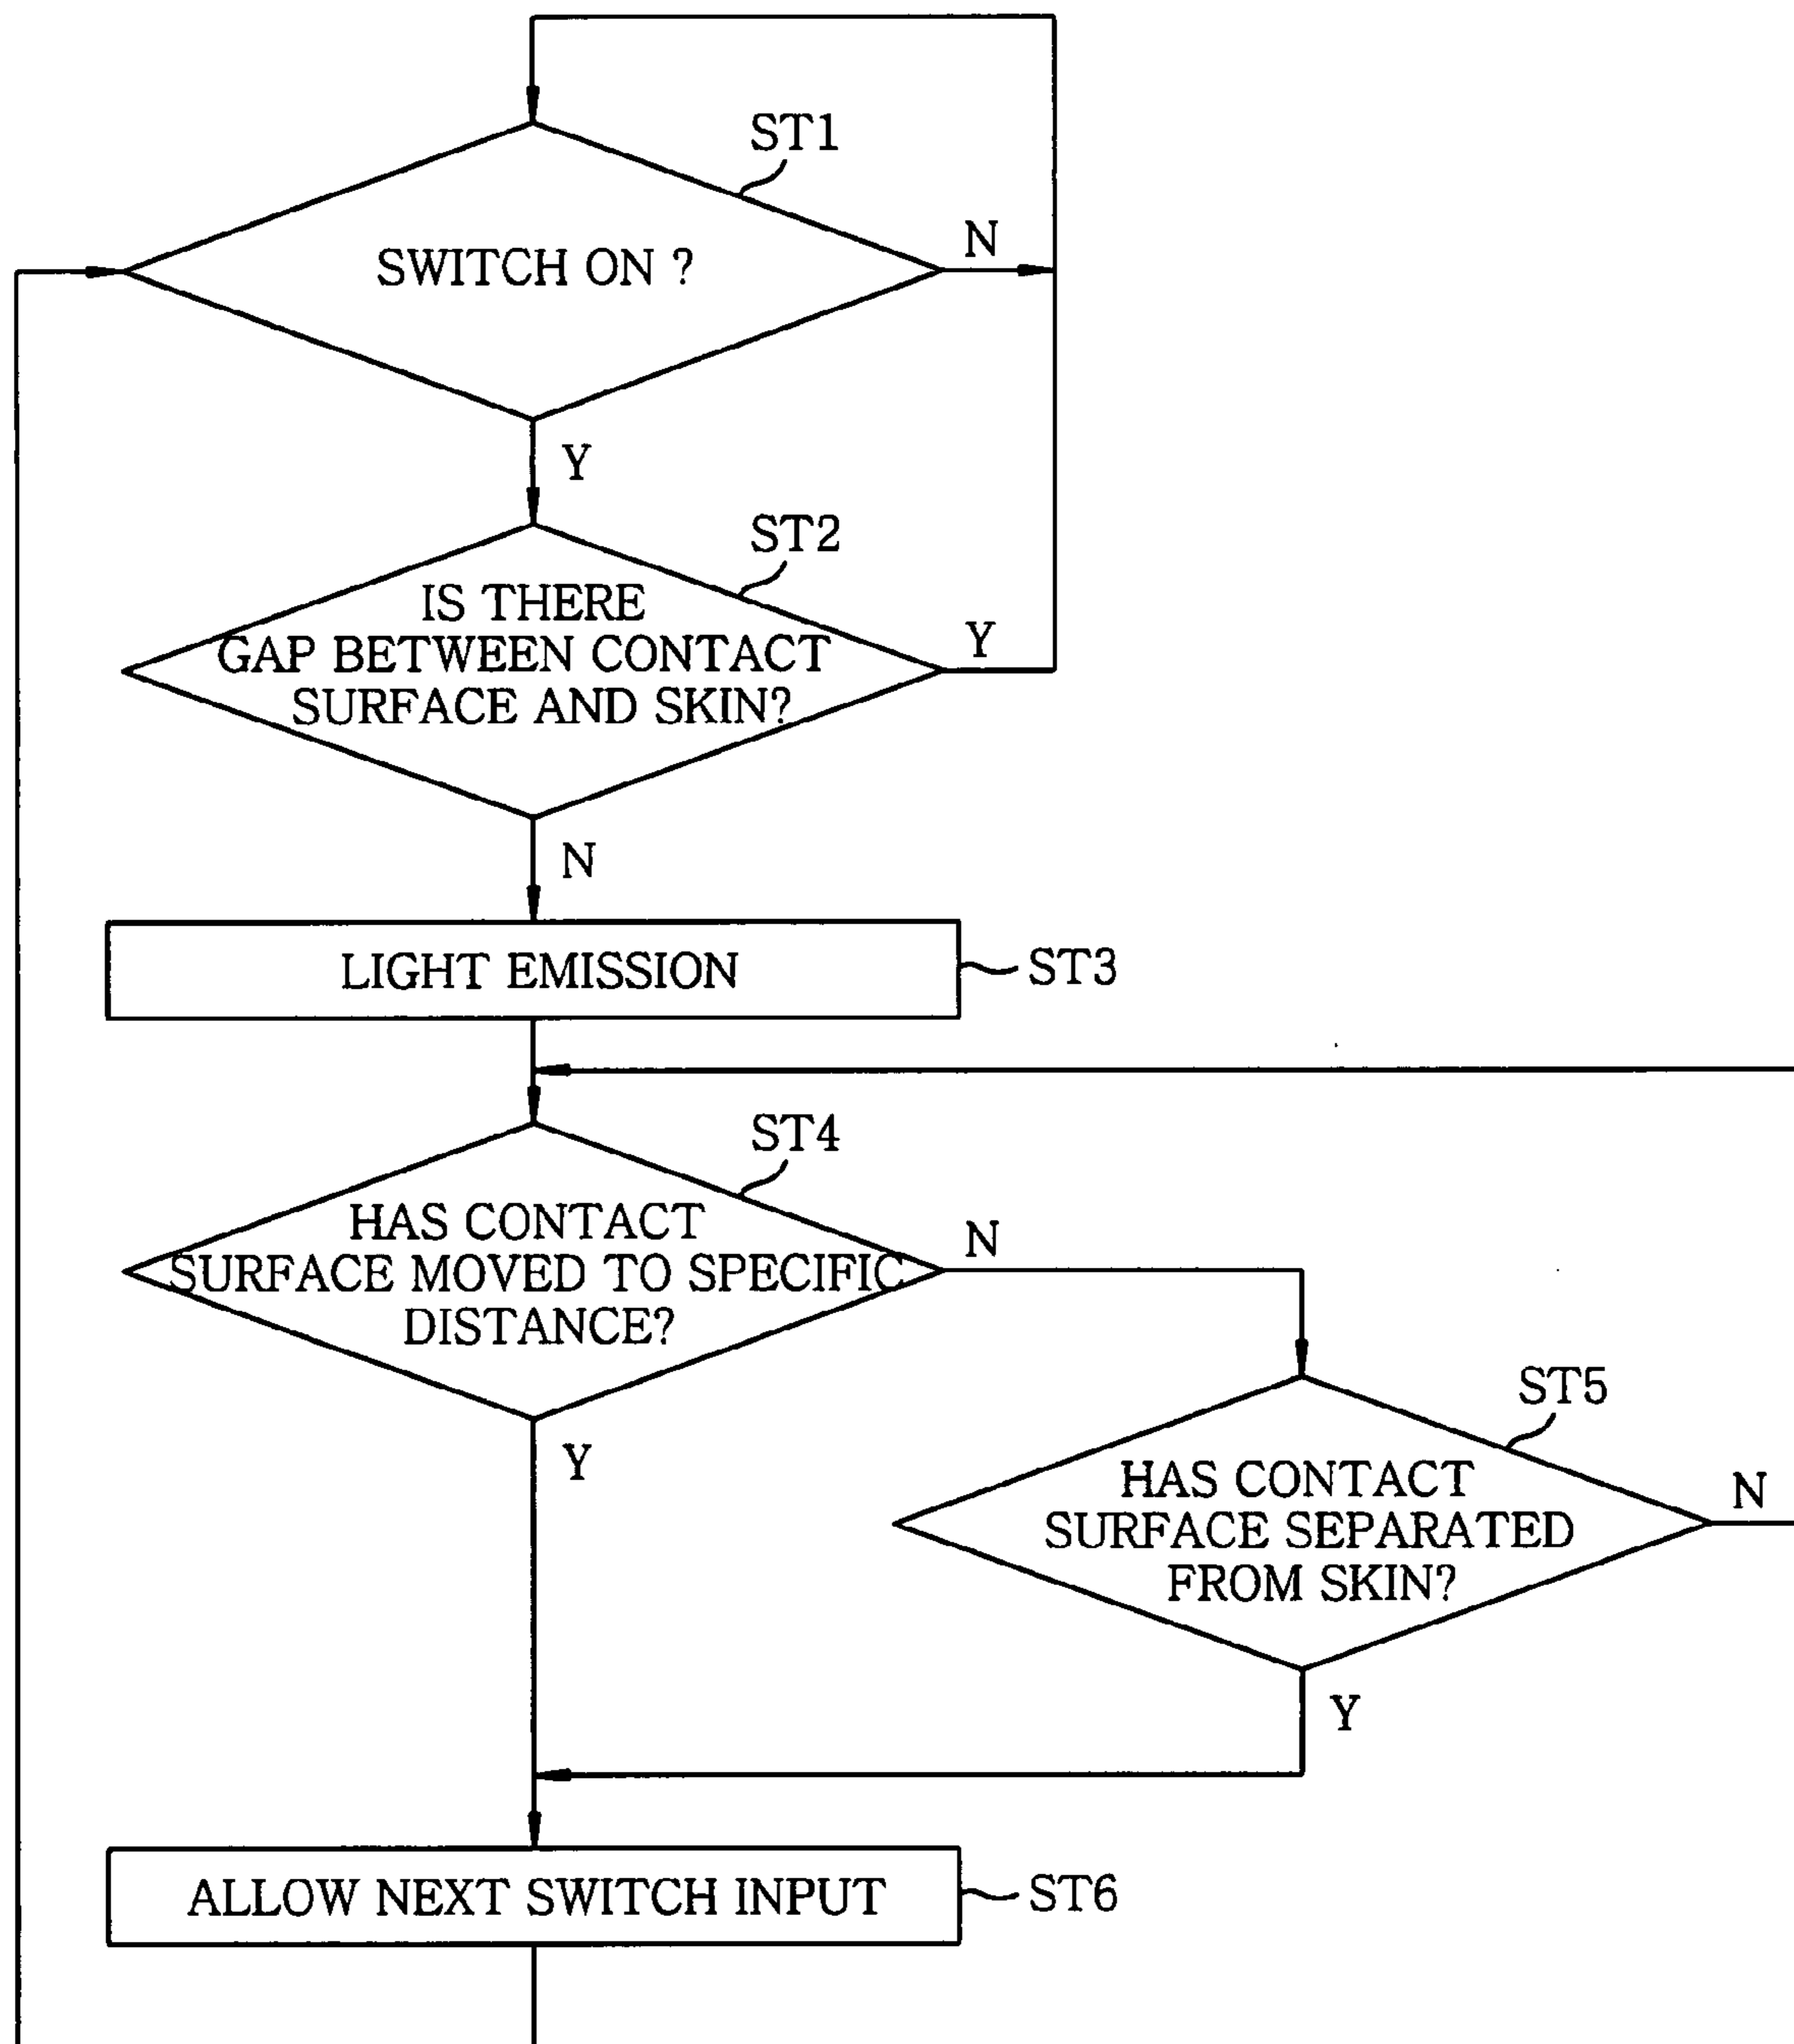 ST1
SWITCH ON ?
N
Y
ST2
IS THERE
GAP BETWEEN CONTACT
SURFACE AND SKIN?
Y
N
LIGHT EMISSION
ST3
ST4
HAS CONTACT
SURFACE MOVED TO SPECIFIC
DISTANCE?
N
Y
ST5
HAS CONTACT
SURFACE SEPARATED
FROM SKIN?
N
Y
ALLOW NEXT SWITCH INPUT
ST6